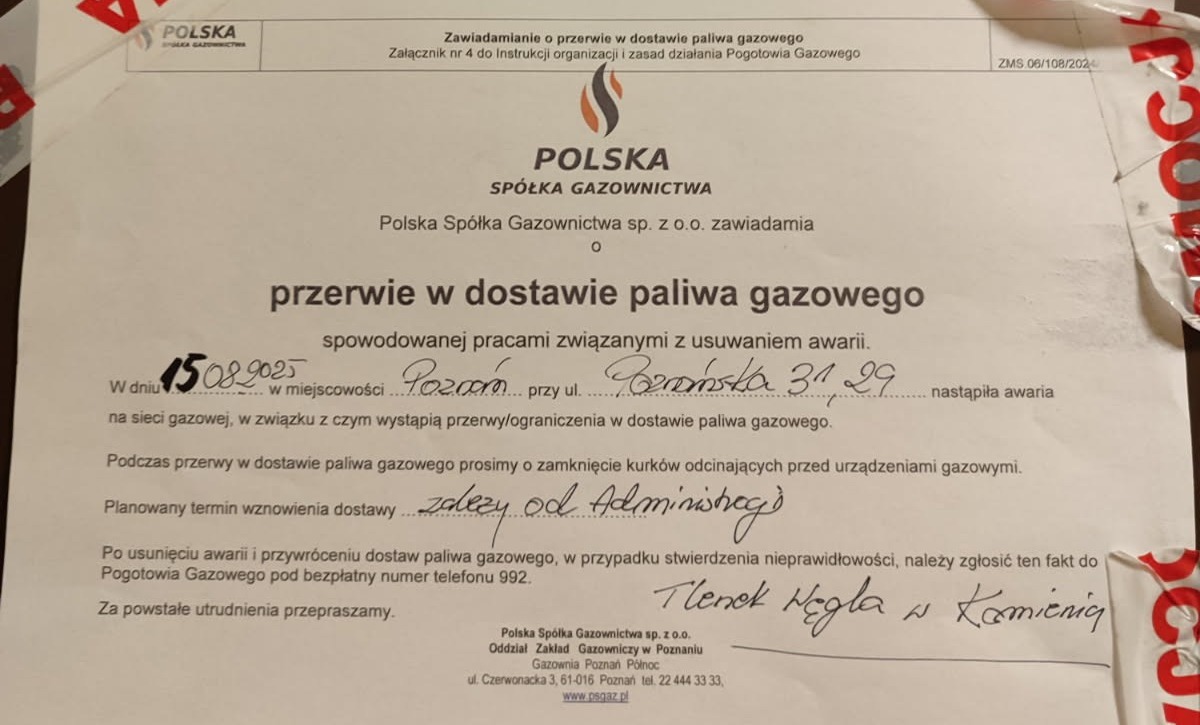 POLSKA
SPÓŁKA GAZOWNICTWA
Zawiadamianie o przerwie w dostawie paliwa gazowego
Załącznik nr 4 do Instrukcji organizacji i zasad działania Pogotowia Gazowego
ZMS.06/108/2024
POLSKA
SPÓŁKA GAZOWNICTWA
Polska Spółka Gazownictwa sp. z o.o. zawiadamia
o
przerwie w dostawie paliwa gazowego
spowodowanej pracami związanymi z usuwaniem awarii.
W dniu 15 08 2025 w miejscowości Poznań przy ul. Poznańska 31, 29 nastąpiła awaria
na sieci gazowej, w związku z czym wystąpią przerwy/ograniczenia w dostawie paliwa gazowego.
Podczas przerwy w dostawie paliwa gazowego prosimy o zamknięcie kurków odcinających przed urządzeniami gazowymi.
Planowany termin wznowienia dostawy zależy od Administracji
Po usunięciu awarii i przywróceniu dostaw paliwa gazowego, w przypadku stwierdzenia nieprawidłowości, należy zgłosić ten fakt do
Pogotowia Gazowego pod bezpłatny numer telefonu 992.
Tlenek Węgla w
Za powstałe utrudnienia przepraszamy.
Polska Spółka Gazownictwa sp. z o.o.
Oddział Zakład Gazowniczy w Poznaniu
Gazownia Poznań Północ
ul. Czerwonacka 3, 61-016 Poznań tel. 22 444 33 33,
www.psgaz.pl